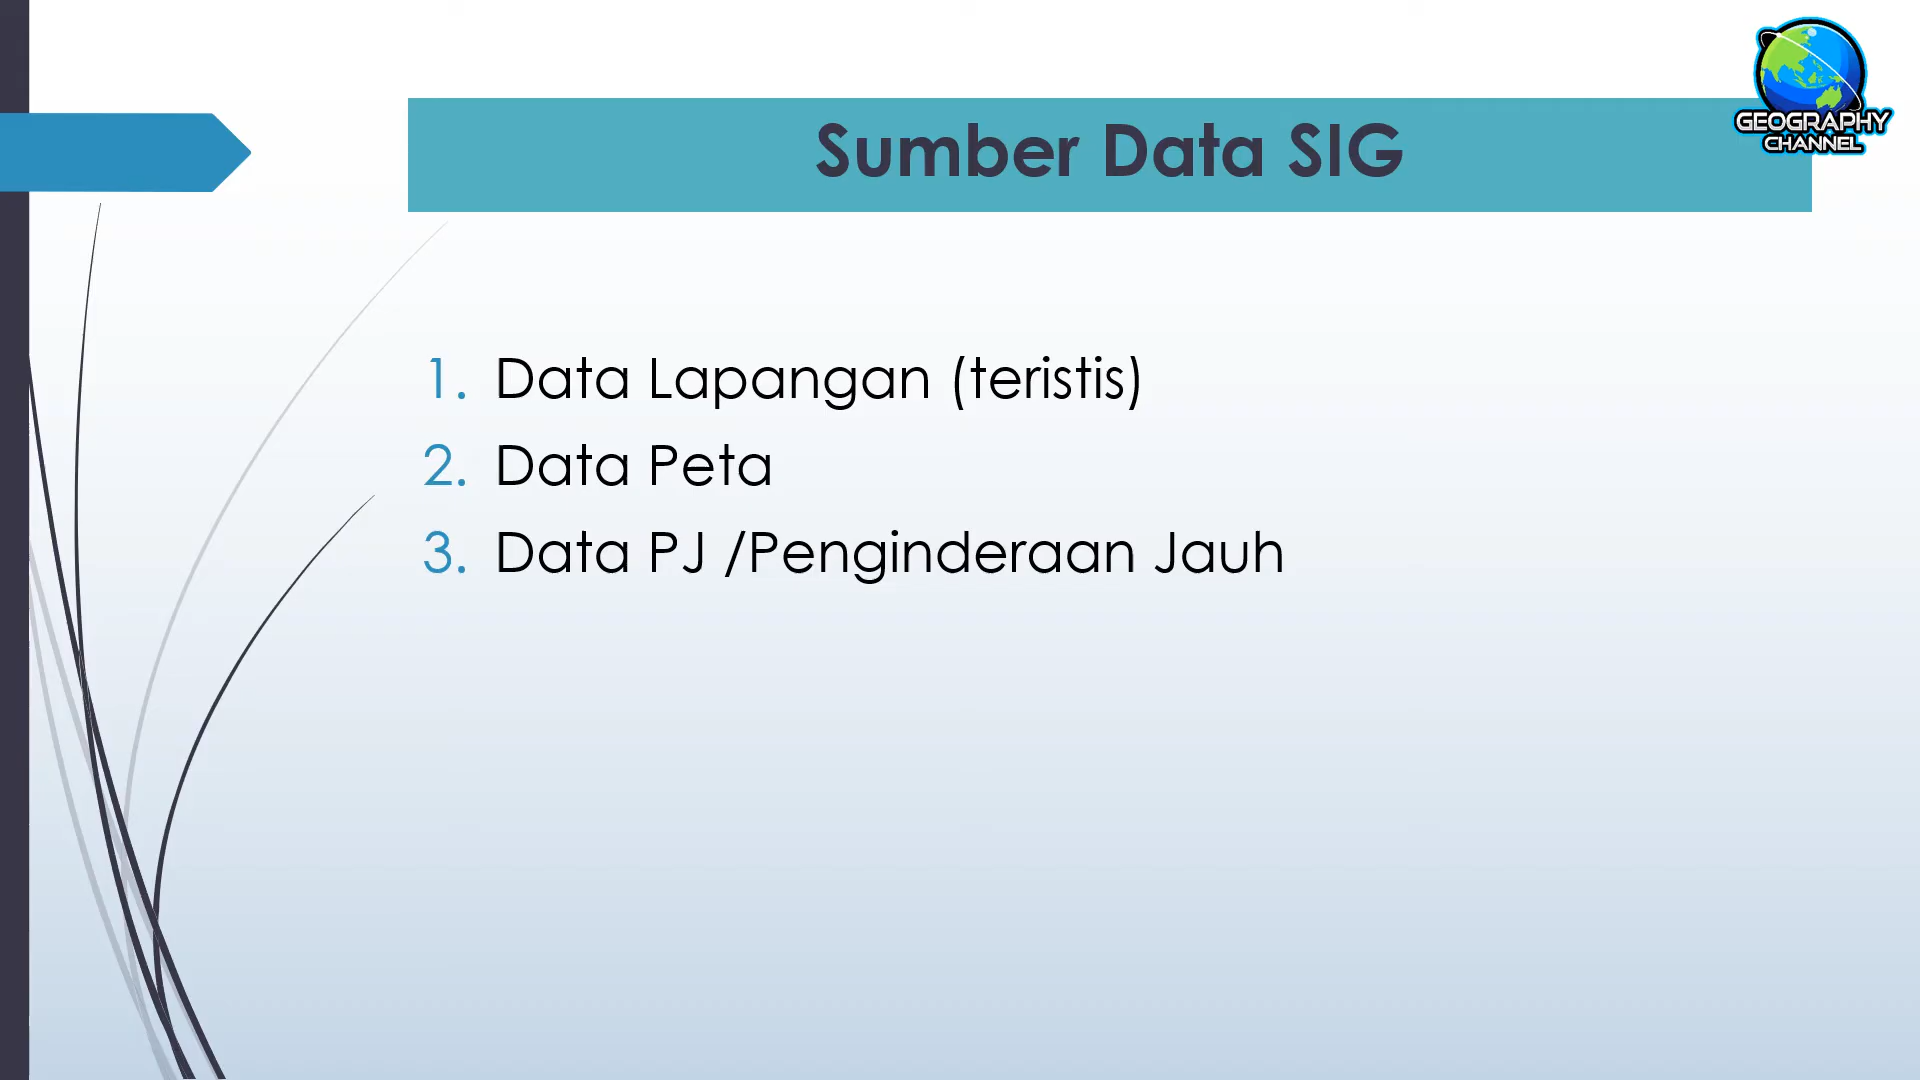 GEOGRAPHY
CHANNEL
Sumber Data SIG
1. Data Lapangan (teristis)
2. Data Peta
3. Data PJ /Penginderaan Jauh